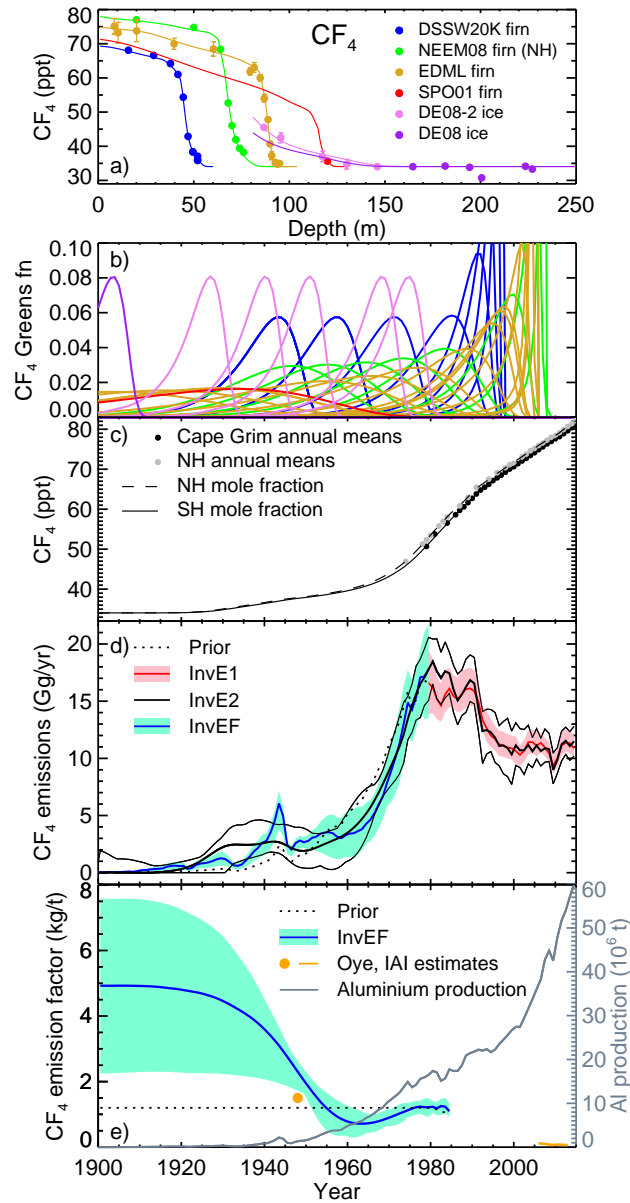 CF4
DSSW20K firn
NEEM08 firn (NH)
EDML firn
SPO01 firn
DE08-2 ice
DE08 ice
CF4 (ppt)
80
70
60
50
40
30
a)
0 50 100 150 200 250
Depth (m)
b)
CF4 Greens fn
0.10
0.08
0.06
0.04
0.02
0.00
c)
Cape Grim annual means
NH annual means
NH mole fraction
SH mole fraction
CF4 (ppt)
80
70
60
50
40
d)
Prior
InvE1
InvE2
InvEF
CF4 emissions (Gg/yr)
20
15
10
5
0
Prior
InvEF
Oye, IAI estimates
Aluminium production
CF4 emission factor (kg/t)
8
6
4
2
0
e)
Al production (10^6 t)
60
50
40
30
20
10
0
1900 1920 1940 1960 1980 2000
Year